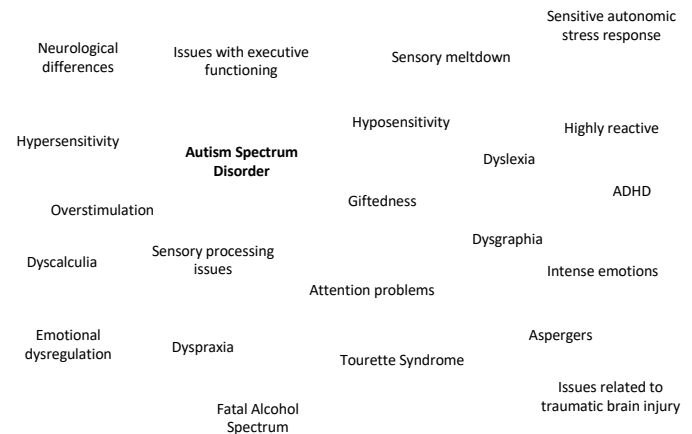 Sensitive autonomic
stress response
Neurological
differences
Issues with executive
functioning
Sensory meltdown
Hyposensitivity
Highly reactive
Hypersensitivity
Autism Spectrum
Disorder
Dyslexia
ADHD
Giftedness
Overstimulation
Dysgraphia
Sensory processing
issues
Dyscalculia
Intense emotions
Attention problems
Emotional
dysregulation
Dyspraxia
Aspergers
Tourette Syndrome
Issues related to
traumatic brain injury
Fatal Alcohol
Spectrum